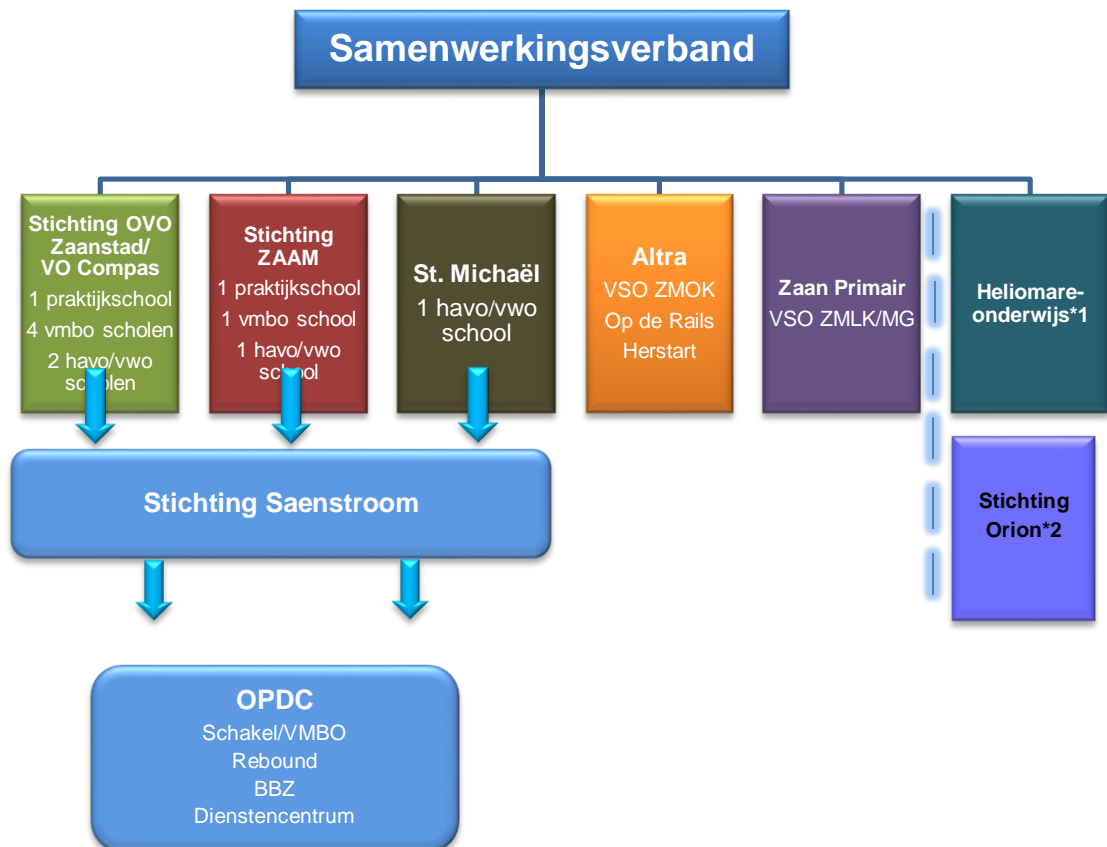 Samenwerkingsverband
Stichting OVO
Zaanstad/
VO Compas
1 praktijkschool
4 vmbo scholen
2 havo/vwo
scholen
Stichting
ZAAM
1 praktijkschool
1 vmbo school
1 havo/vwo
school
St. Michaël
1 havo/vwo
school
Altra
VSO ZMOK
Op de Rails
Herstart
Zaan Primair
VSO ZMLK/MG
Heliomare-
onderwijs*1
Stichting
Orion*2
Stichting Saenstroom
OPDC
Schakel/VMBO
Rebound
BBZ
Dienstencentrum